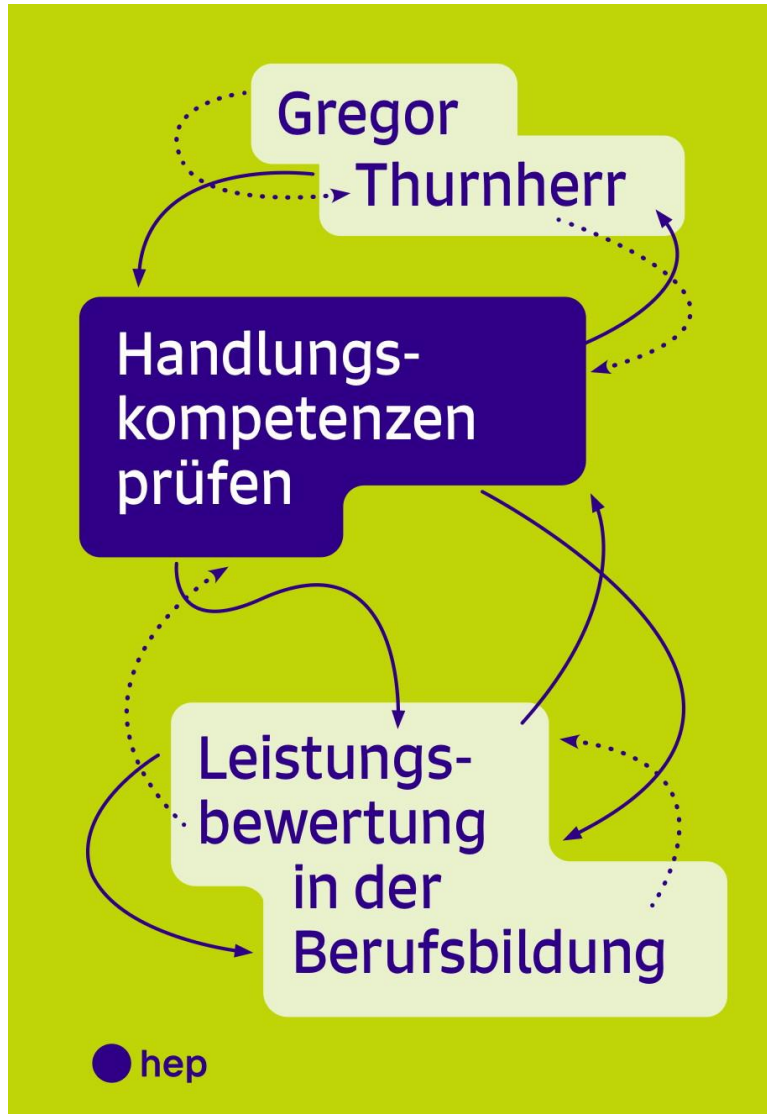 Gregor
Thurnherr
Handlungs-
kompetenzen
prüfen
Leistungs-
bewertung
in der
Berufsbildung
hep